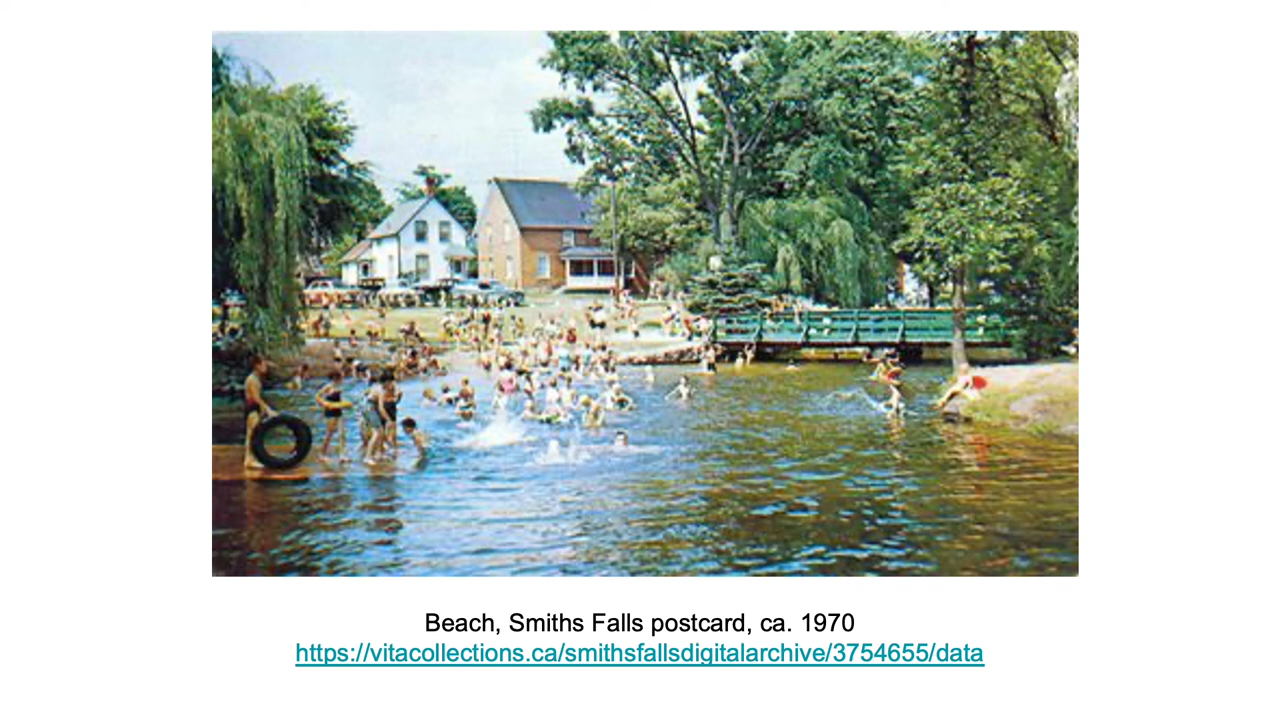 Beach, Smiths Falls postcard, ca. 1970
https://vitacollections.ca/smithsfallsdigitalarchive/3754655/data